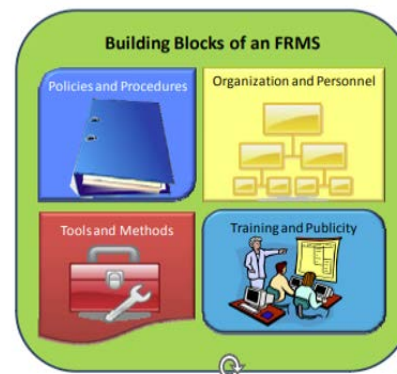 Building Blocks of an FRMS
Policies and Procedures
Organization and Personnel
Tools and Methods
Training and Publicity